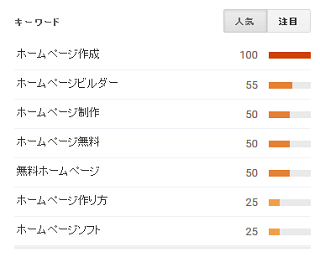 キーワード 人気 注目
ホームページ作成 100
ホームページビルダー 55
ホームページ制作 50
ホームページ無料 50
無料ホームページ 50
ホームページ作り方 25
ホームページソフト 25